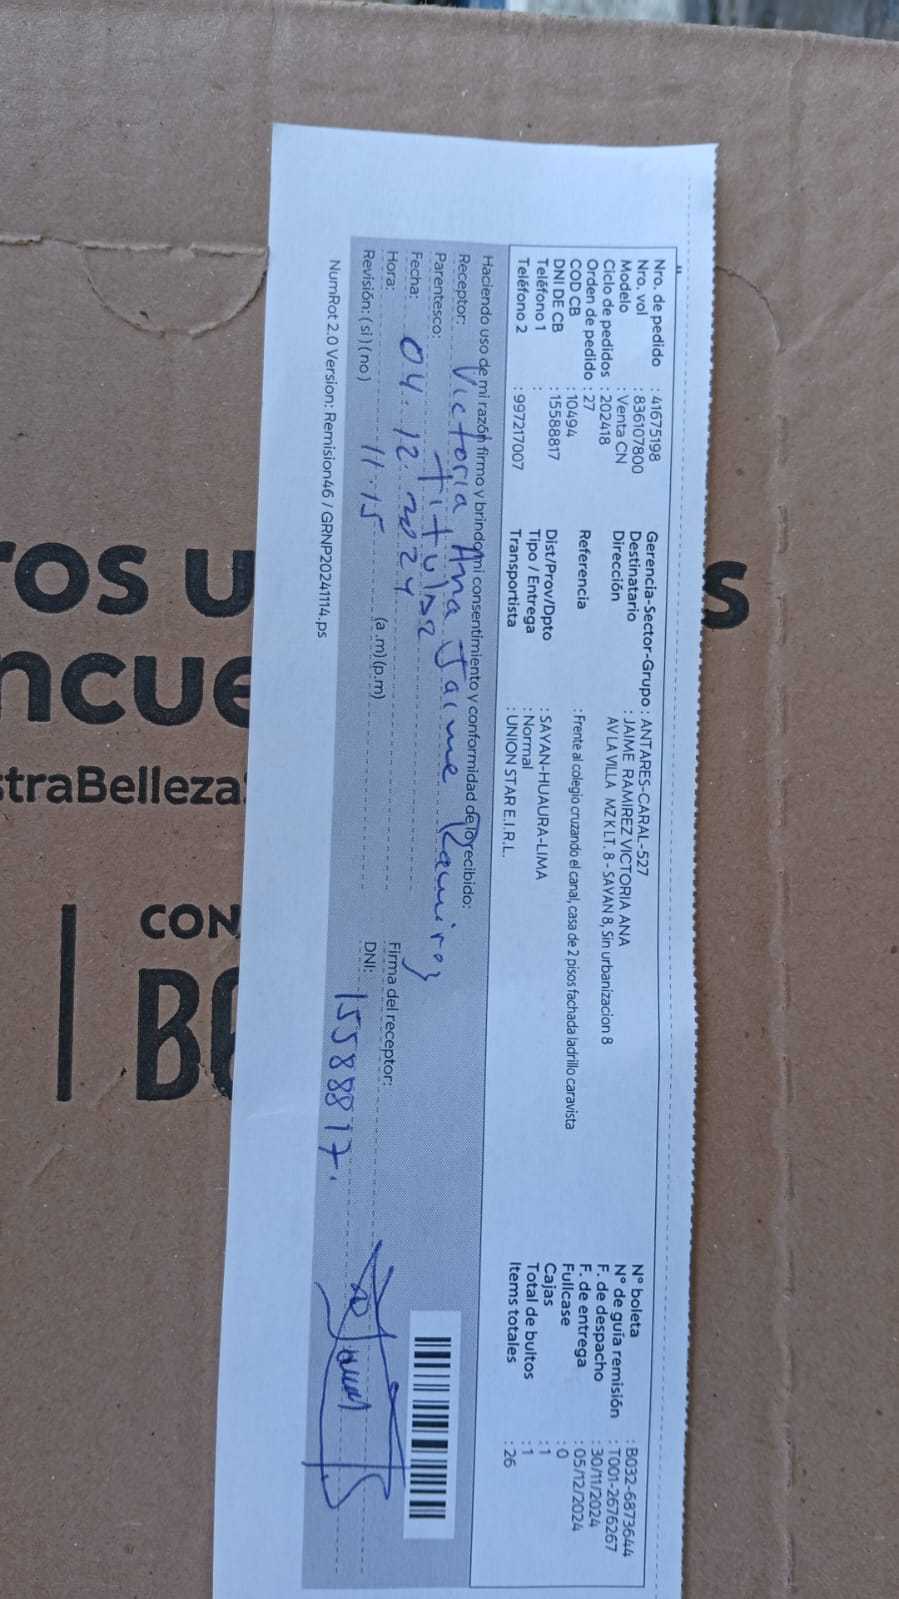 Nro. de pedido : 41675198
Nro. vol : 836107800
Modelo : Venta CN
Ciclo de pedidos : 202418
Orden de pedido : 27
COD CB : 10494
DNI DE CB : 15588817
Teléfono 1 :
Teléfono 2 : 997217007
Gerencia-Sector-Grupo : ANTARES-CARAL-527
Destinatario : JAIME RAMIREZ VICTORIA ANA
Dirección AV LA VILLA MZ K LT. 8 - SAYAN 8, Sin urbanizacion 8
Referencia : Frente al colegio cruzando el canal, casa de 2 pisos fachada ladrillo caravista
Dist/Prov/Dpto : SAYAN-HUAURA-LIMA
Tipo / Entrega : Normal
Transportista : UNION STAR E.I.R.L.
N° boleta : B032-6873644
N° de guía remisión : T001-2676267
F. de despacho : 30/11/2024
F. de entrega : 05/12/2024
Fullcase : 0
Cajas : 1
Total de bultos : 1
Items totales : 26
Haciendo uso de mi razón firmo y brindo mi consentimiento y conformidad de lo recibido:
Receptor: Victoria Ana Jaime Ramirez
Parentesco: Titular
Fecha: 04.12.2024
Hora: 11:15 (a.m) (p.m)
Revisión: ( si ) ( no )
Firma del receptor:
DNI: 15588817.
NumRot 2.0 Version: Remision46 / GRNP20241114.ps
ros u
s
ncue
straBelleza
CON